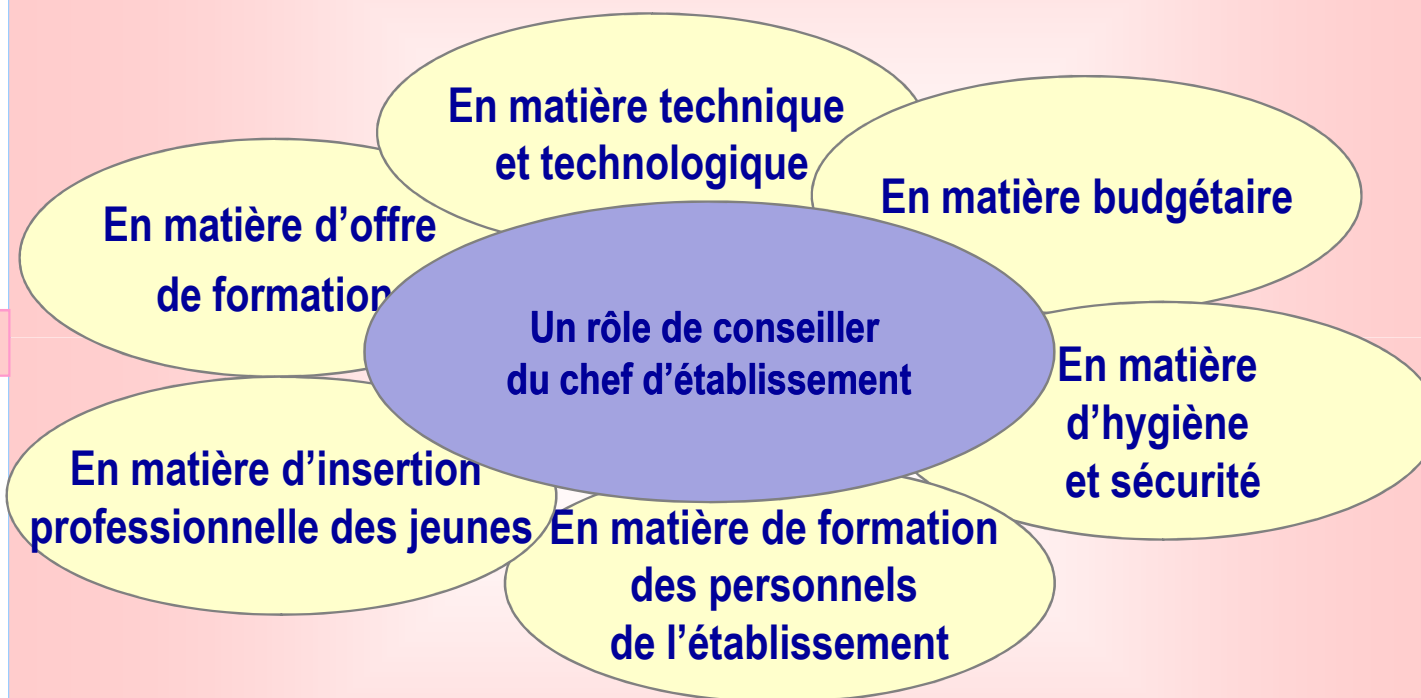 En matière technique
et technologique
En matière budgétaire
En matière d’offre
de formation
Un rôle de conseiller
du chef d’établissement
En matière
d’hygiène
et sécurité
En matière d’insertion
professionnelle des jeunes
En matière de formation
des personnels
de l’établissement